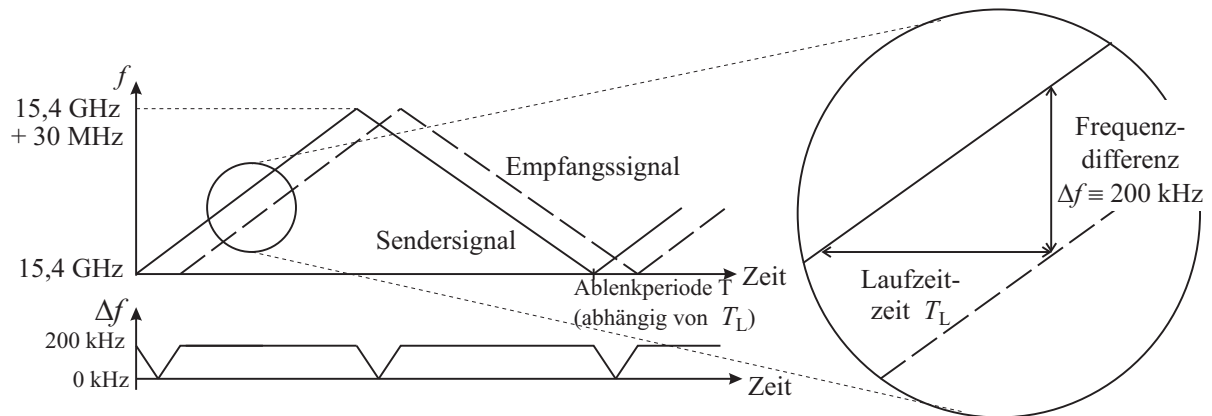 f
15,4 GHz
+ 30 MHz
Empfangssignal
Sendersignal
15,4 GHz
Zeit
Ablenkperiode T
(abhängig von T_L)
Δf
200 kHz
0 kHz
Zeit
Frequenz-
differenz
Δf ≡ 200 kHz
Laufzeit-
zeit T_L